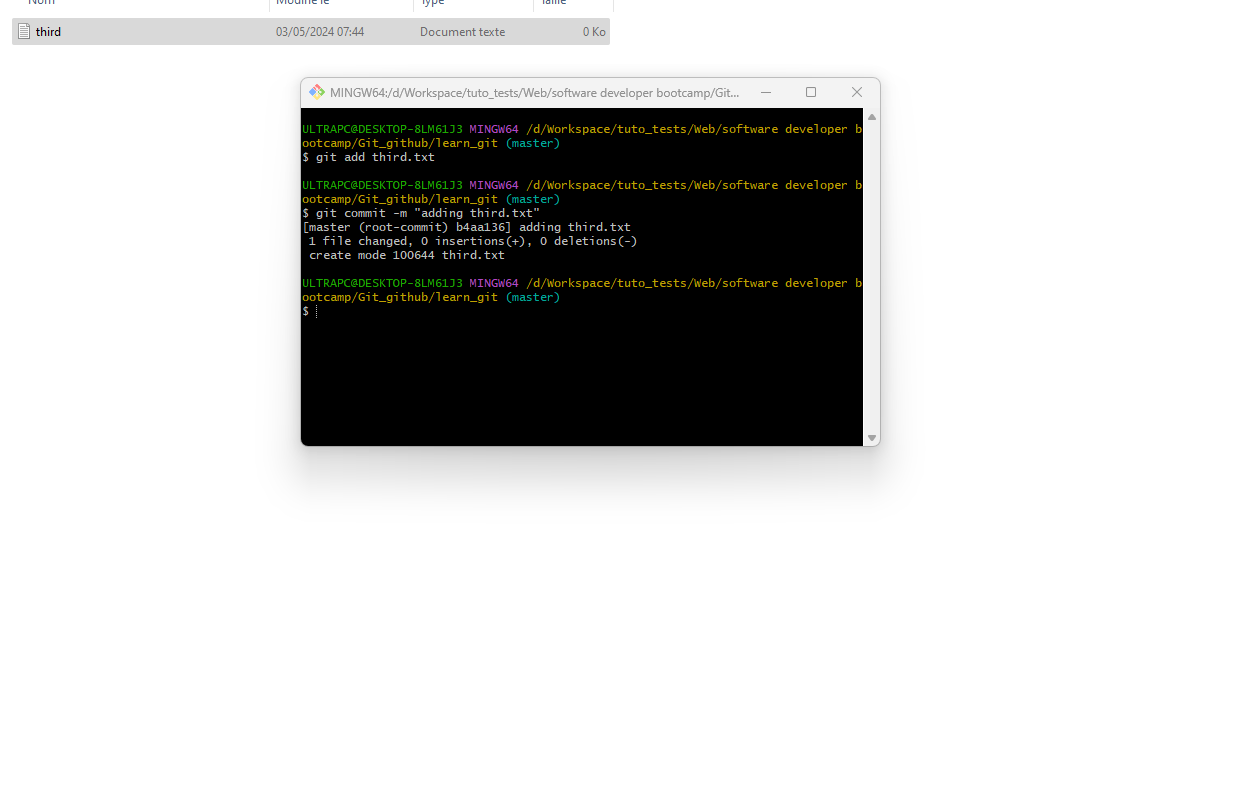 Nom Modifié le Type Taille
third 03/05/2024 07:44 Document texte 0 Ko
MINGW64:/d/Workspace/tuto_tests/Web/software developer bootcamp/Git...
ULTRAPC@DESKTOP-8LM61J3 MINGW64 /d/Workspace/tuto_tests/Web/software developer b
ootcamp/Git_github/learn_git (master)
$ git add third.txt
ULTRAPC@DESKTOP-8LM61J3 MINGW64 /d/Workspace/tuto_tests/Web/software developer b
ootcamp/Git_github/learn_git (master)
$ git commit -m "adding third.txt"
[master (root-commit) b4aa136] adding third.txt
1 file changed, 0 insertions(+), 0 deletions(-)
create mode 100644 third.txt
ULTRAPC@DESKTOP-8LM61J3 MINGW64 /d/Workspace/tuto_tests/Web/software developer b
ootcamp/Git_github/learn_git (master)
$